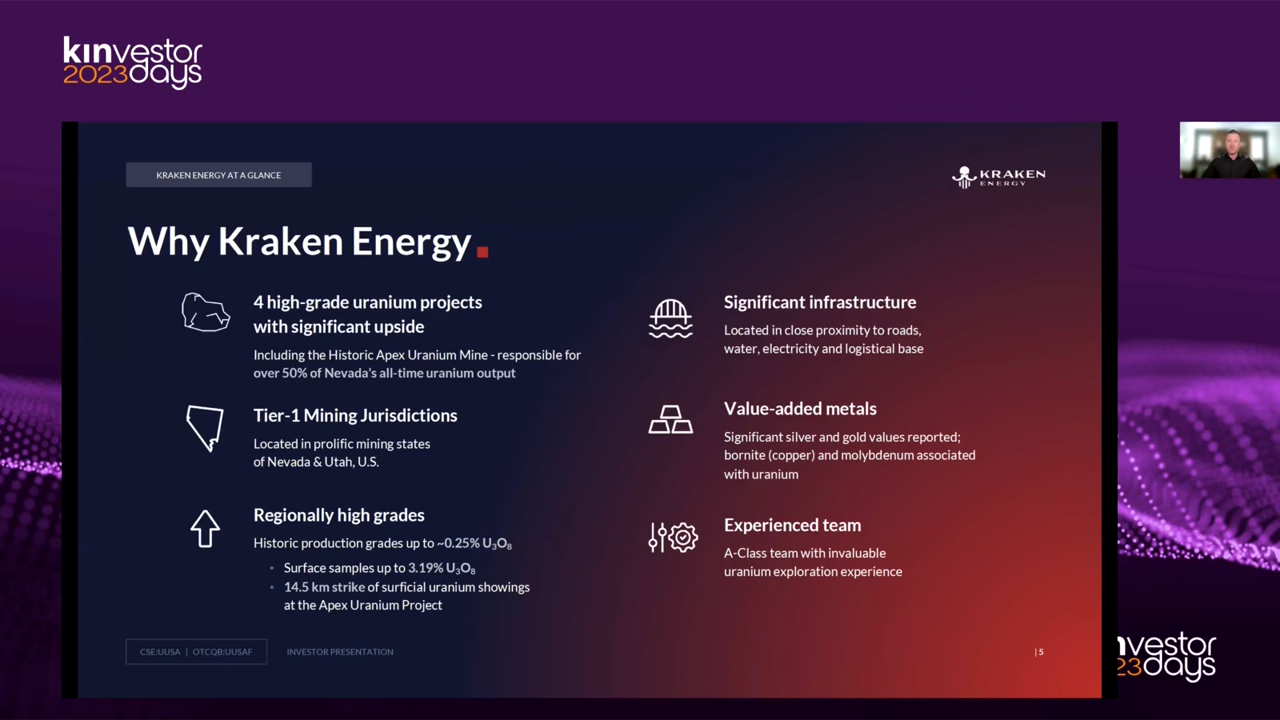 kinvestor
2023days
KRAKEN ENERGY AT A GLANCE
KRAKEN
ENERGY
Why Kraken Energy
4 high-grade uranium projects
with significant upside
Including the Historic Apex Uranium Mine - responsible for
over 50% of Nevada's all-time uranium output
Tier-1 Mining Jurisdictions
Located in prolific mining states
of Nevada & Utah, U.S.
Regionally high grades
Historic production grades up to ~0.25% U₃O₈
• Surface samples up to 3.19% U₃O₈
• 14.5 km strike of surficial uranium showings
at the Apex Uranium Project
Significant infrastructure
Located in close proximity to roads,
water, electricity and logistical base
Value-added metals
Significant silver and gold values reported;
bornite (copper) and molybdenum associated
with uranium
Experienced team
A-Class team with invaluable
uranium exploration experience
CSE:UUSA | OTCQB:UUSAF
INVESTOR PRESENTATION
| 5
nvestor
23days